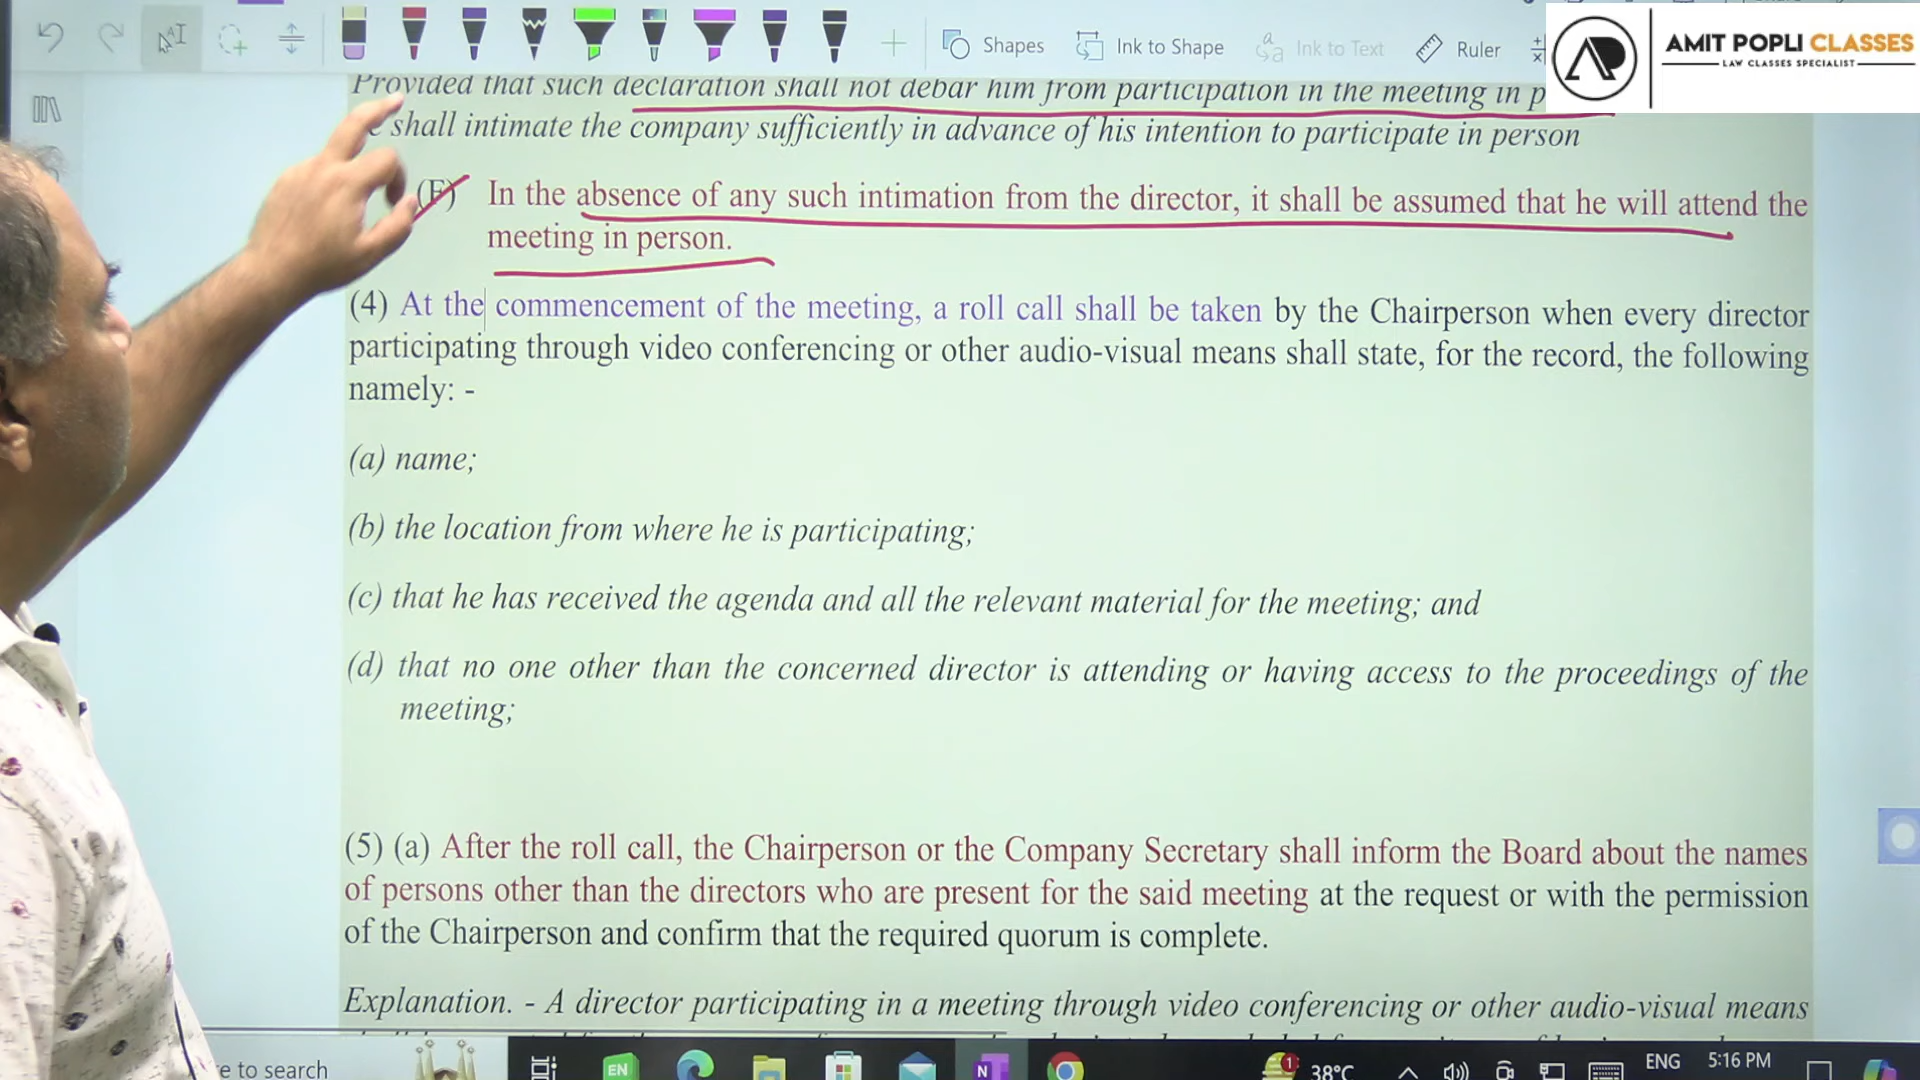 Shapes
Ink to Shape
Ink to Text
Ruler
AMIT POPLI CLASSES
LAW CLASSES SPECIALIST
Provided that such declaration shall not debar him from participation in the meeting in
shall intimate the company sufficiently in advance of his intention to participate in person
(F) In the absence of any such intimation from the director, it shall be assumed that he will attend the
meeting in person.
(4) At the commencement of the meeting, a roll call shall be taken by the Chairperson when every director
participating through video conferencing or other audio-visual means shall state, for the record, the following
namely: -
(a) name;
(b) the location from where he is participating;
(c) that he has received the agenda and all the relevant material for the meeting; and
(d) that no one other than the concerned director is attending or having access to the proceedings of the
meeting;
(5) (a) After the roll call, the Chairperson or the Company Secretary shall inform the Board about the names
of persons other than the directors who are present for the said meeting at the request or with the permission
of the Chairperson and confirm that the required quorum is complete.
Explanation. - A director participating in a meeting through video conferencing or other audio-visual means
e to search
EN
N
1
38°C
ENG
5:16 PM